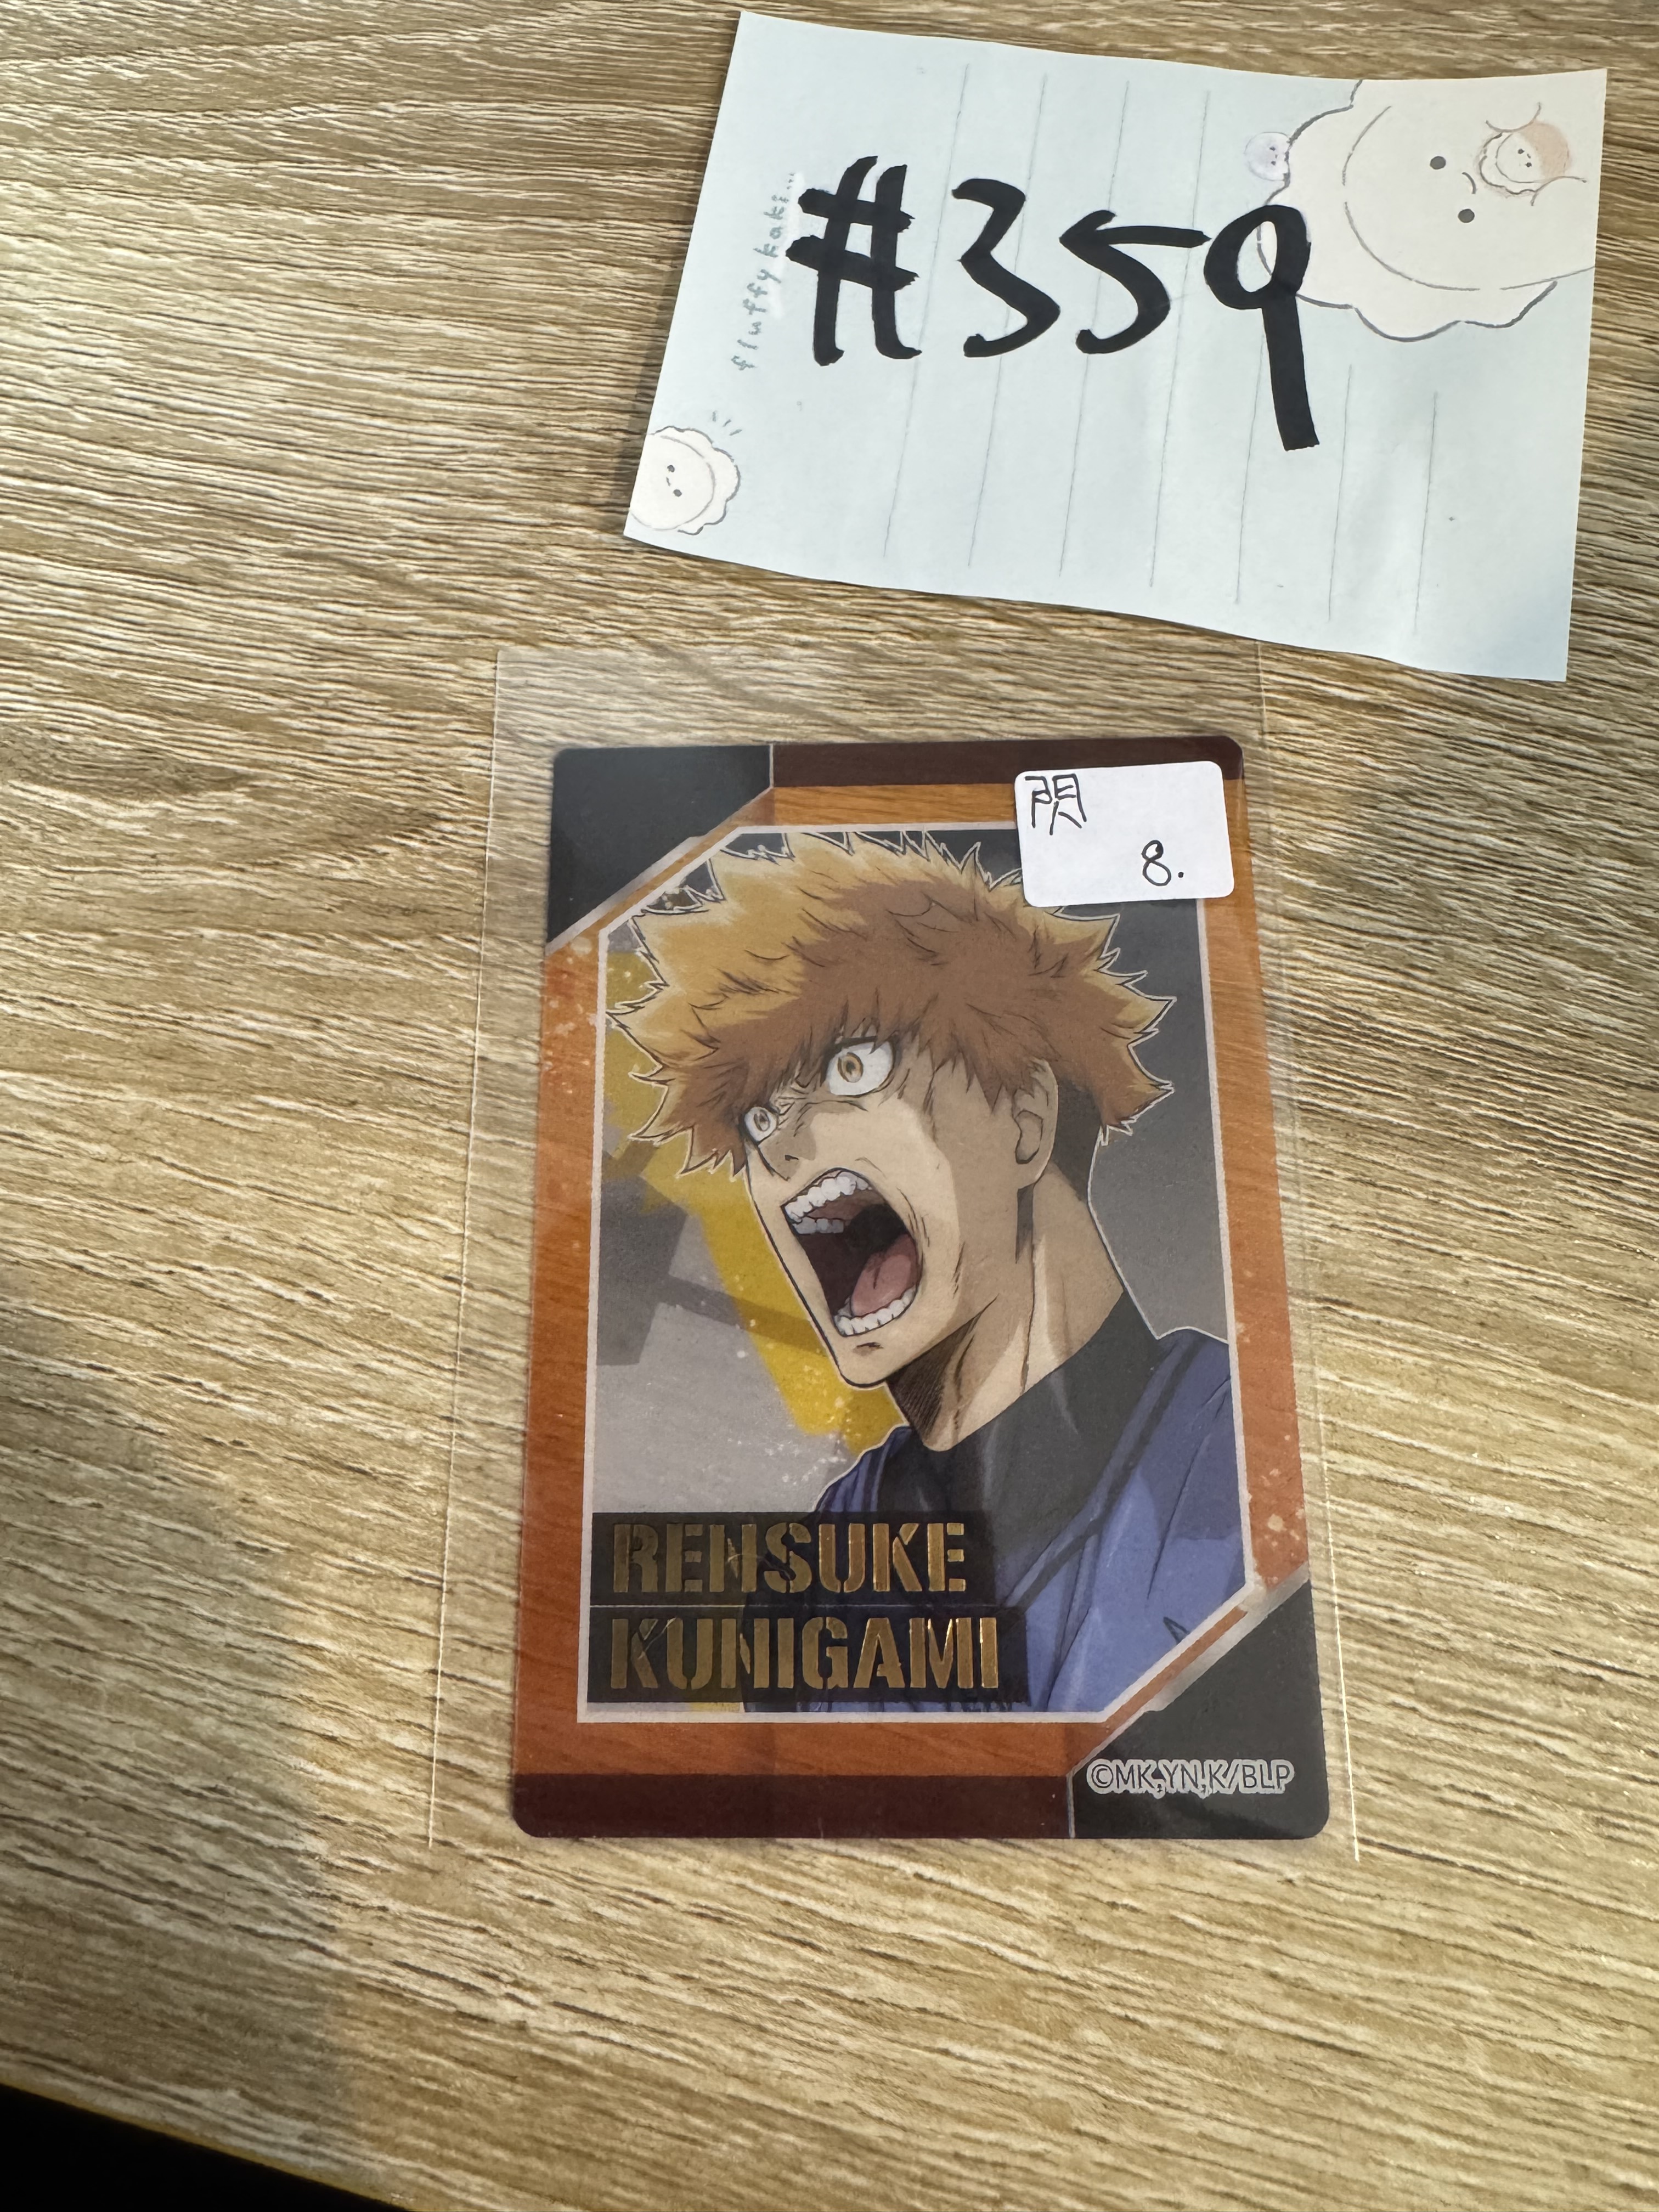 #359
fluffy kaki...
閃
8.
RENSUKE
KUNIGAMI
©MK,YN,K/BLP